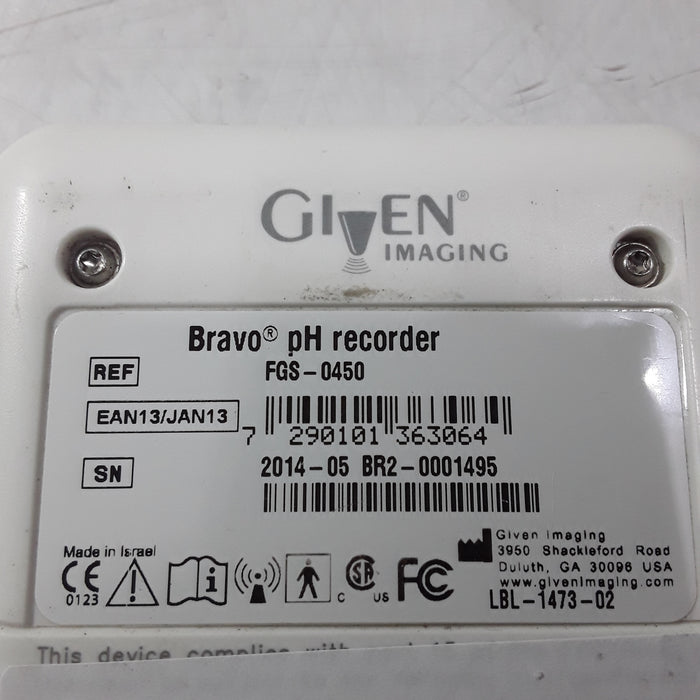 GIVEN®
IMAGING
Bravo® pH recorder
REF FGS-0450
EAN13/JAN13 7 290101 363064
SN 2014-05 BR2-0001495
Made in Israel
CE 0123
i
C SA US
FC
Given Imaging
3950 Shackleford Road
Duluth, GA 30096 USA
www.givenimaging.com
LBL-1473-02
This device complies